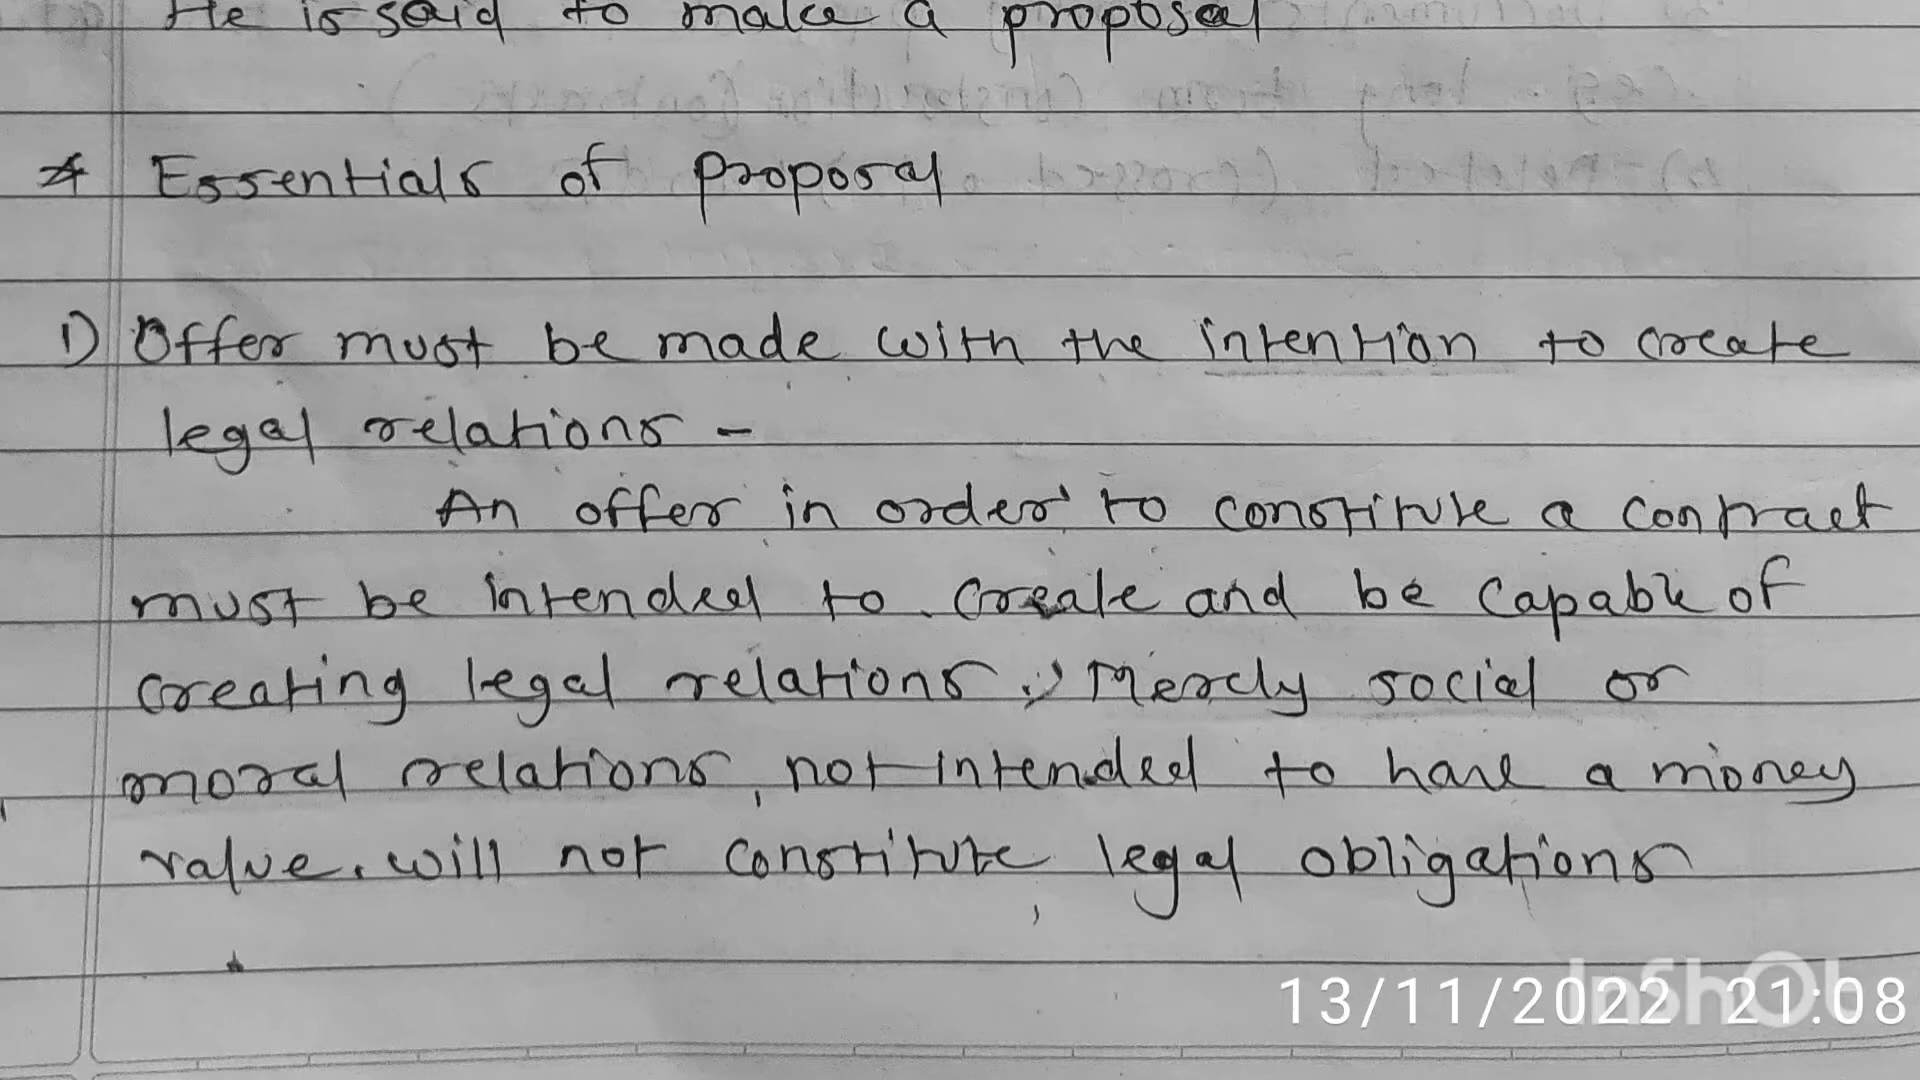 He is said to make a proposal
* Essentials of proposal
1) Offer must be made with the intention to create
legal relations -
An offer in order to constitute a contract
must be intended to create and be capable of
creating legal relations. Merely social or
moral relations, not intended to have a money
value. will not constitute legal obligations
InShOt
13/11/2022 21:08